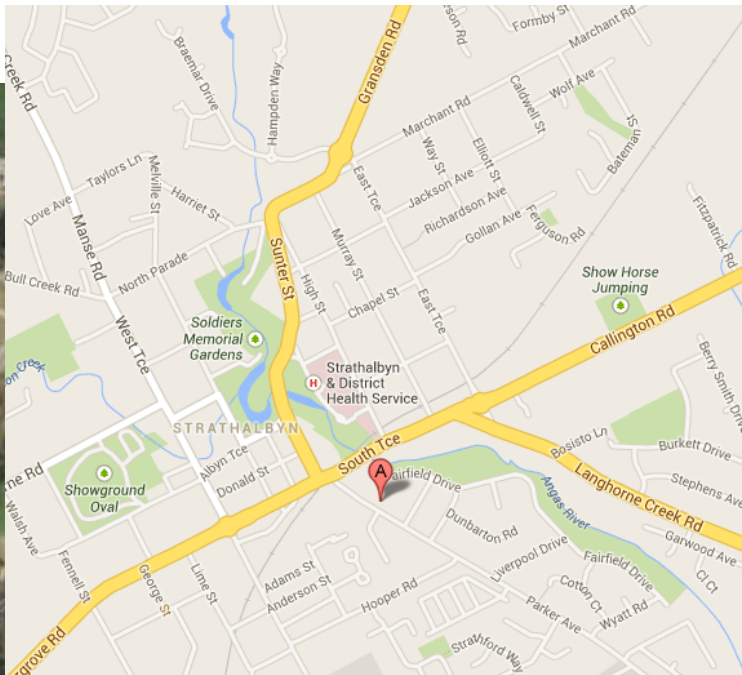 Formby St
Marchant Rd
Gransden Rd
Braemar Drive
Hampden Way
Creek Rd
Caldwell St
Wolf Ave
Bateman St
Marchant Rd
Way St
Elliott St
East Tce
Jackson Ave
Richardson Ave
Gollan Ave
Ferguson Rd
Fitzpatrick Rd
Taylors Ln
Melville St
Harriet St
Love Ave
Manse Rd
North Parade
Bull Creek Rd
Sunter St
Murray St
High St
Chapel St
East Tce
Show Horse
Jumping
Callington Rd
West Tce
Soldiers
Memorial
Gardens
Strathalbyn
& District
Health Service
H
Berry Smith Drive
STRATHALBYN
South Tce
Bosisto Ln
Burkett Drive
Albyn Tce
Donald St
A
Fairfield Drive
Langhorne Creek Rd
Stephens Ave
Showground
Oval
Walsh Ave
Angas River
Dunbarton Rd
Garwood Ave
Liverpool Drive
Fairfield Drive
Cl Ct
Fennell St
George St
Lime St
Adams St
Anderson St
Hooper Rd
Cotton Ct
Wyatt Rd
Parker Ave
Strathford Way